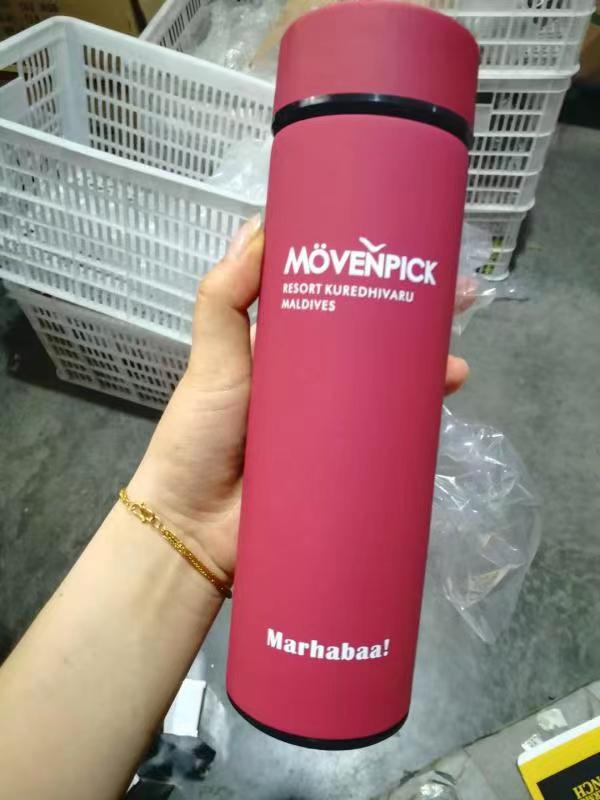 MÖVENPICK
RESORT KUREDHIVARU
MALDIVES
Marhabaa!